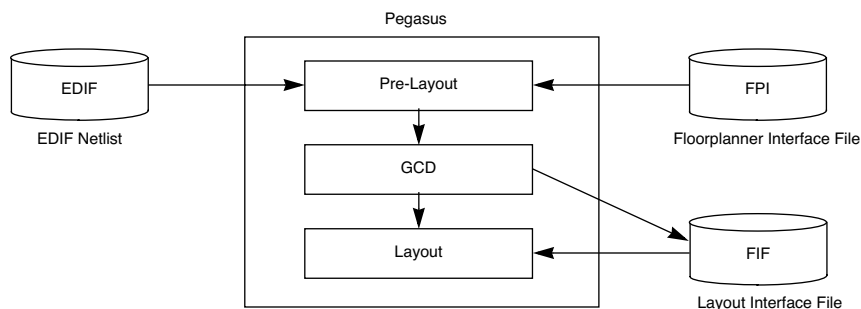 Pegasus
EDIF
Pre-Layout
FPI
EDIF Netlist
Floorplanner Interface File
GCD
Layout
FIF
Layout Interface File